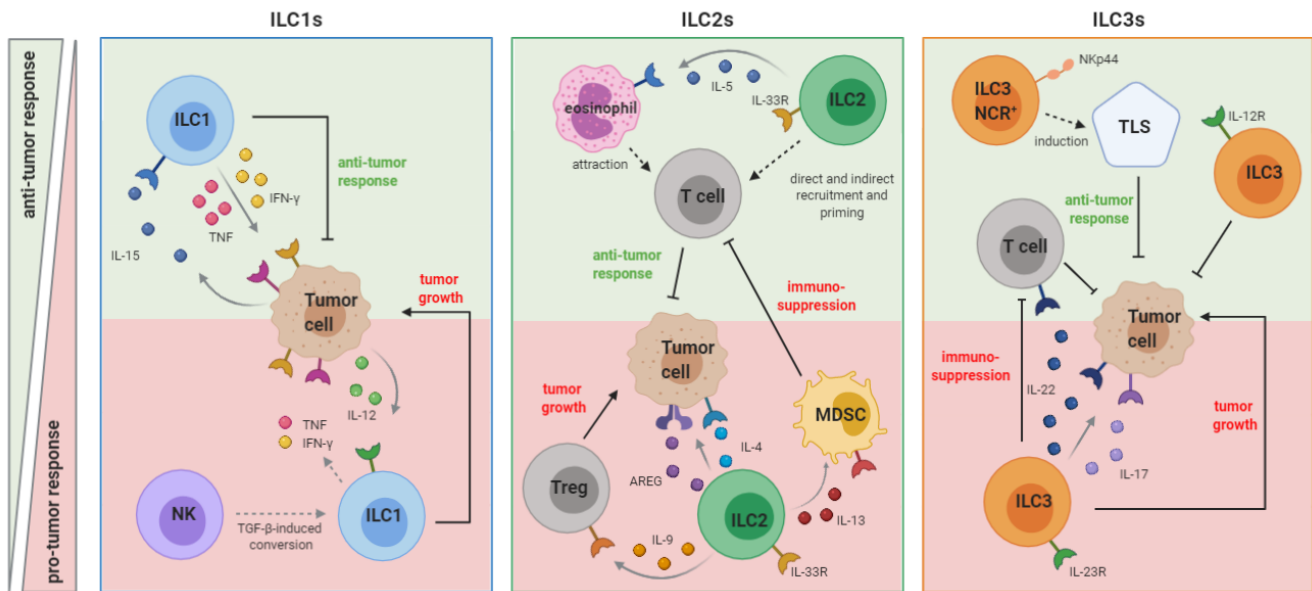 ILC1s
ILC2s
ILC3s
anti-tumor response
pro-tumor response
ILC1
anti-tumor
response
IFN-γ
TNF
IL-15
Tumor
cell
tumor
growth
IL-12
TNF
IFN-γ
NK
TGF-β-induced
conversion
ILC1
eosinophil
IL-5
IL-33R
ILC2
attraction
T cell
direct and indirect
recruitment and
priming
anti-tumor
response
immuno-
suppression
Tumor
cell
tumor
growth
MDSC
IL-4
AREG
Treg
ILC2
IL-13
IL-9
IL-33R
ILC3
NCR⁺
NKp44
induction
TLS
IL-12R
ILC3
anti-tumor
response
T cell
Tumor
cell
immuno-
suppression
IL-22
tumor
growth
IL-17
ILC3
IL-23R